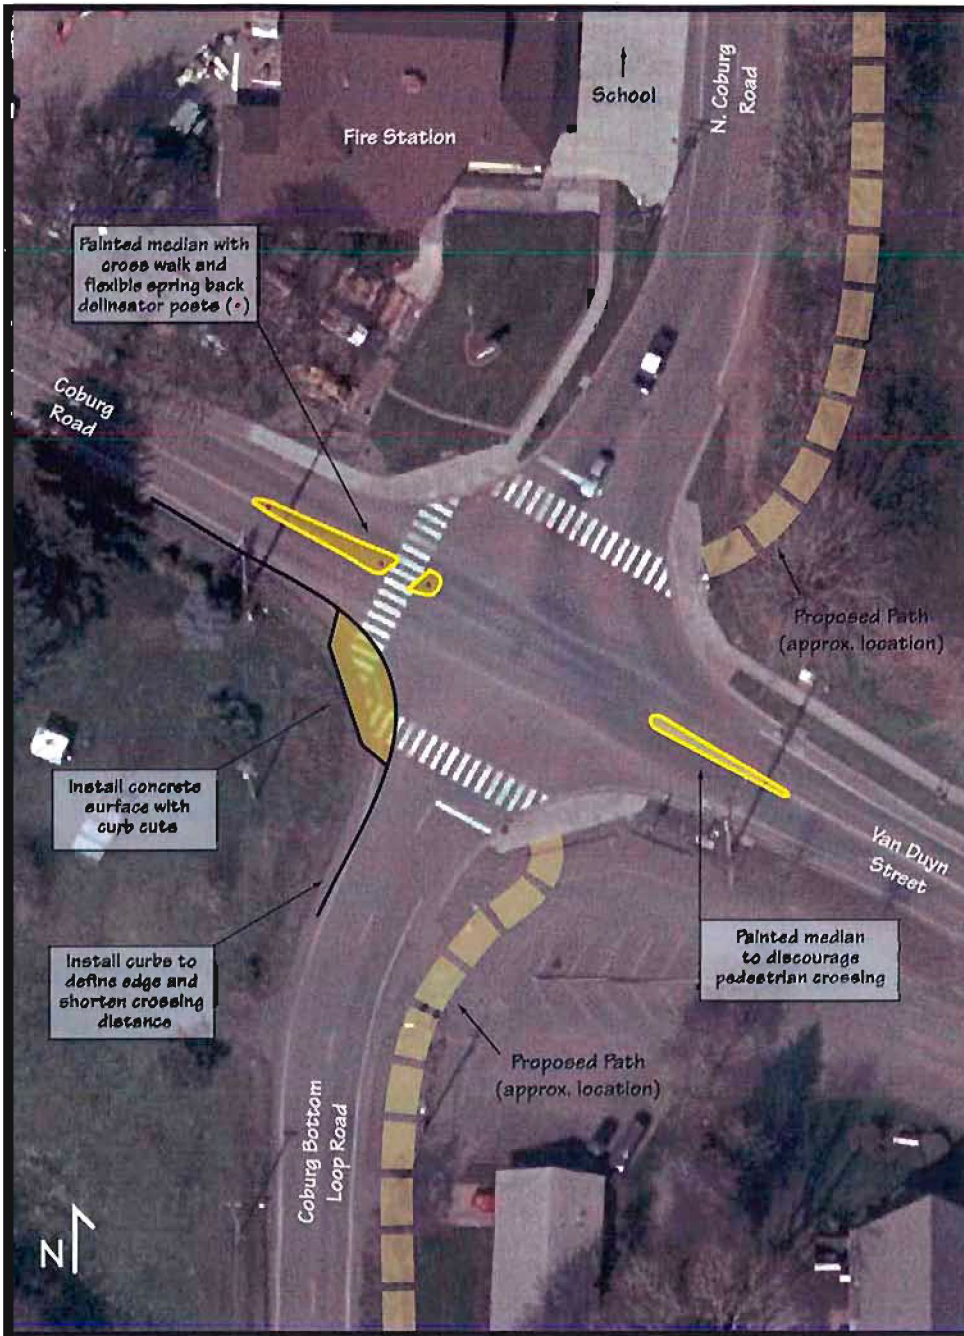 School
N. Coburg
Road
Fire Station
Painted median with
cross walk and
flexible spring back
delineator posts (•)
Coburg
Road
Proposed Path
(approx. location)
Install concrete
surface with
curb cuts
Van Duyn
Street
Painted median
to discourage
pedestrian crossing
Install curbs to
define edge and
shorten crossing
distance
Proposed Path
(approx. location)
Coburg Bottom
Loop Road
N